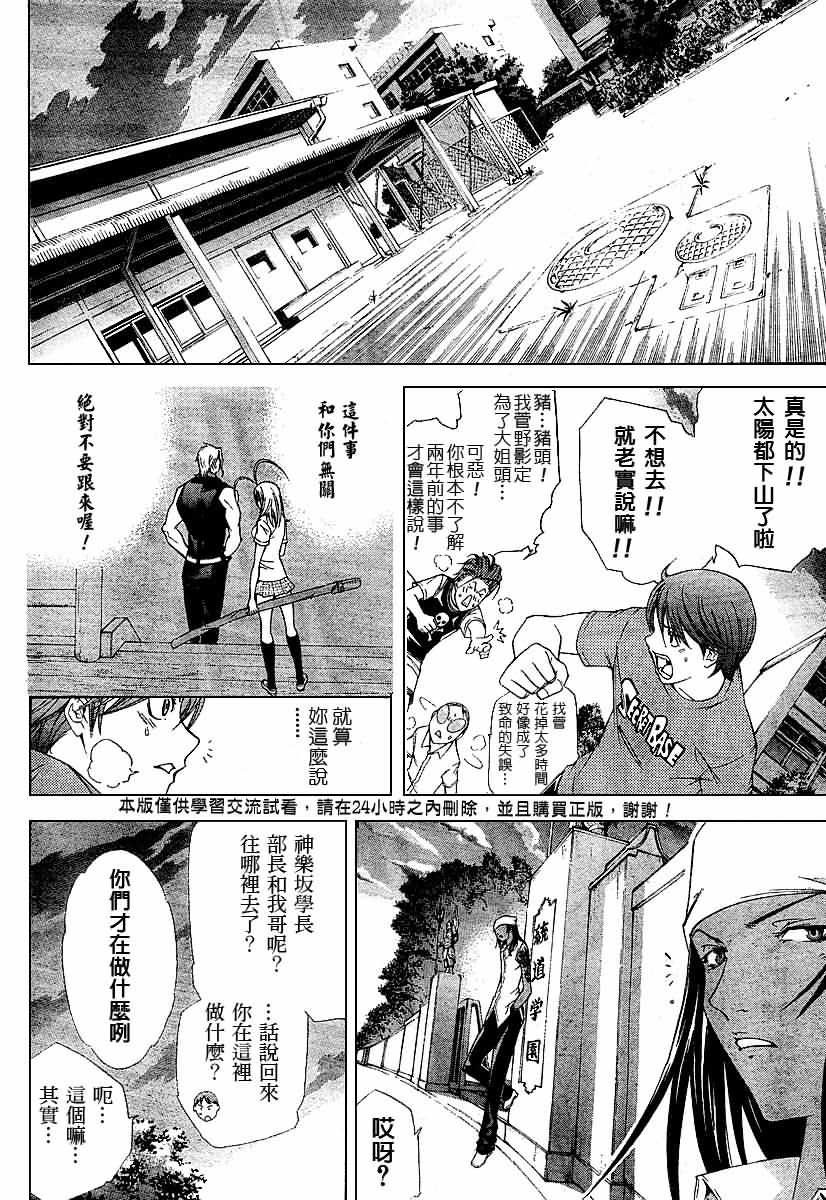 真是的!!
太陽都下山了啦
不想去!!
就老實說嘛!!
豬…豬頭!
我菅野影定
為了大姐頭…
可惡!
你根本不了解
兩年前的事
才會這樣說!
找菅
花掉太多時間
好像成了
致命的失誤…
SECRET BASE
這件事
和你們無關
絕對不要跟來喔!
就算
妳這麼說
……
本版僅供學習交流試看，請在24小時之內刪除，並且購買正版，謝謝!
統道学園
哎呀?
神樂坂學長
部長和我哥呢?
往哪裡去了?
…話說回來
你在這裡
做什麼?
你們才在做什麼咧
呃…
這個嘛…
其實…